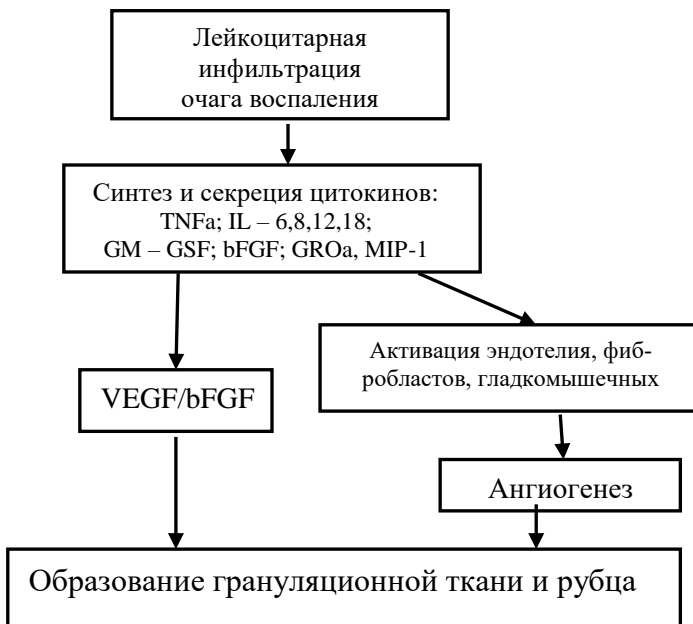 Лейкоцитарная
инфильтрация
очага воспаления
Синтез и секреция цитокинов:
TNFa; IL – 6,8,12,18;
GM – GSF; bFGF; GROa, MIP-1
Активация эндотелия, фиб-
робластов, гладкомышечных
VEGF/bFGF
Ангиогенез
Образование грануляционной ткани и рубца